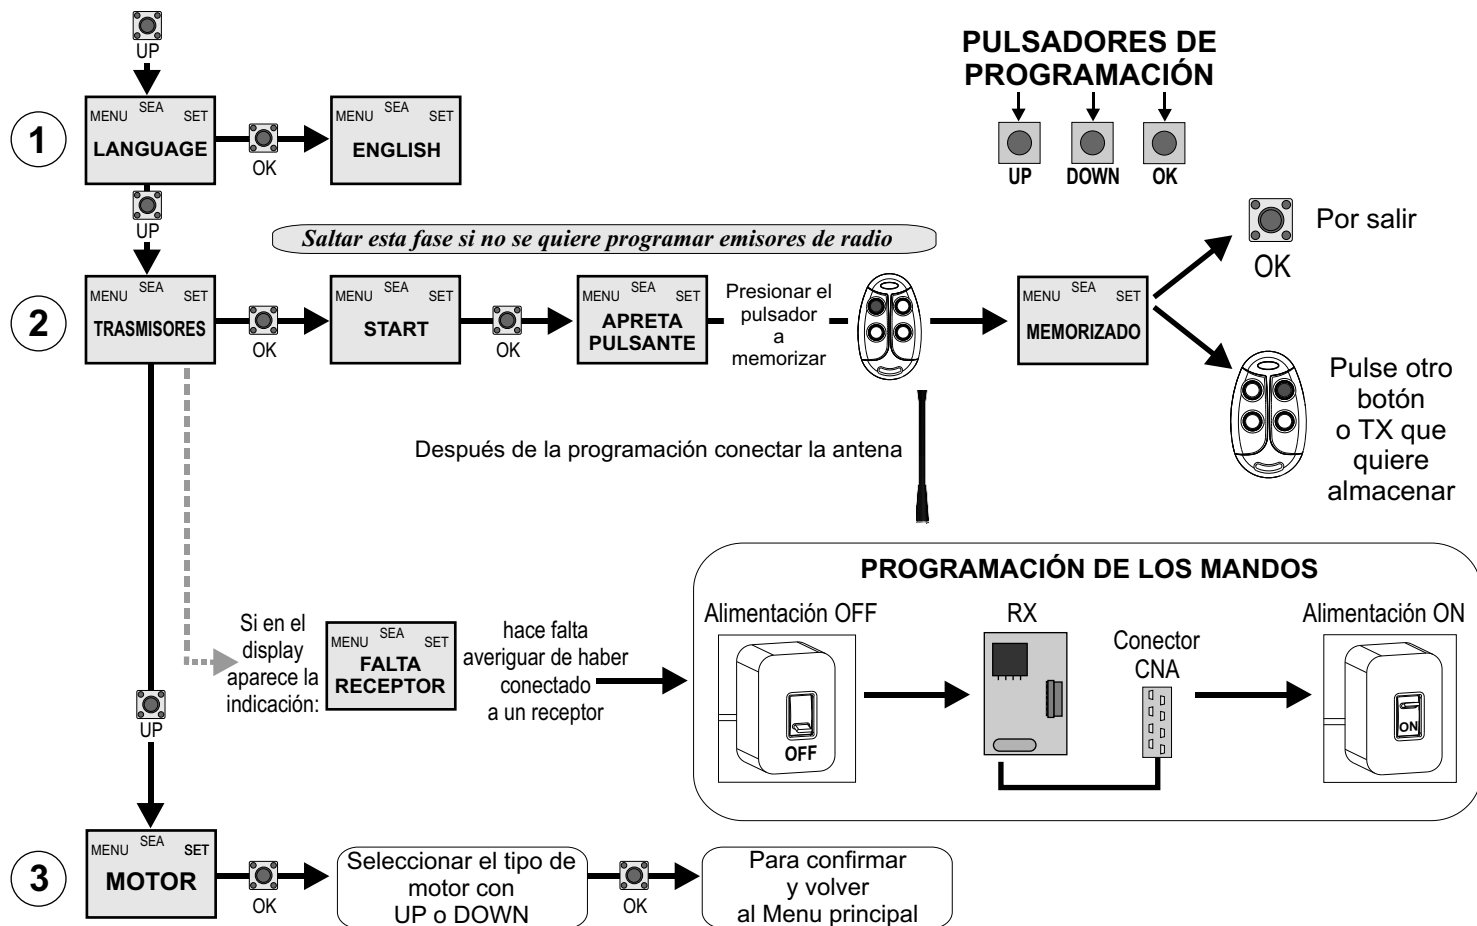 UP
PULSADORES DE
PROGRAMACIÓN
UP DOWN OK
1
MENU SEA SET
LANGUAGE
OK
MENU SEA SET
ENGLISH
UP
Saltar esta fase si no se quiere programar emisores de radio
2
MENU SEA SET
TRASMISORES
OK
MENU SEA SET
START
OK
MENU SEA SET
APRETA
PULSANTE
Presionar el
pulsador
a
memorizar
MENU SEA SET
MEMORIZADO
OK
Por salir
Pulse otro
botón
o TX que
quiere
almacenar
Después de la programación conectar la antena
Si en el
display
aparece la
indicación:
MENU SEA SET
FALTA
RECEPTOR
hace falta
averiguar de haber
conectado
a un receptor
PROGRAMACIÓN DE LOS MANDOS
Alimentación OFF
OFF
RX
Conector
CNA
Alimentación ON
ON
UP
3
MENU SEA SET
MOTOR
OK
Seleccionar el tipo de
motor con
UP o DOWN
OK
Para confirmar
y volver
al Menu principal